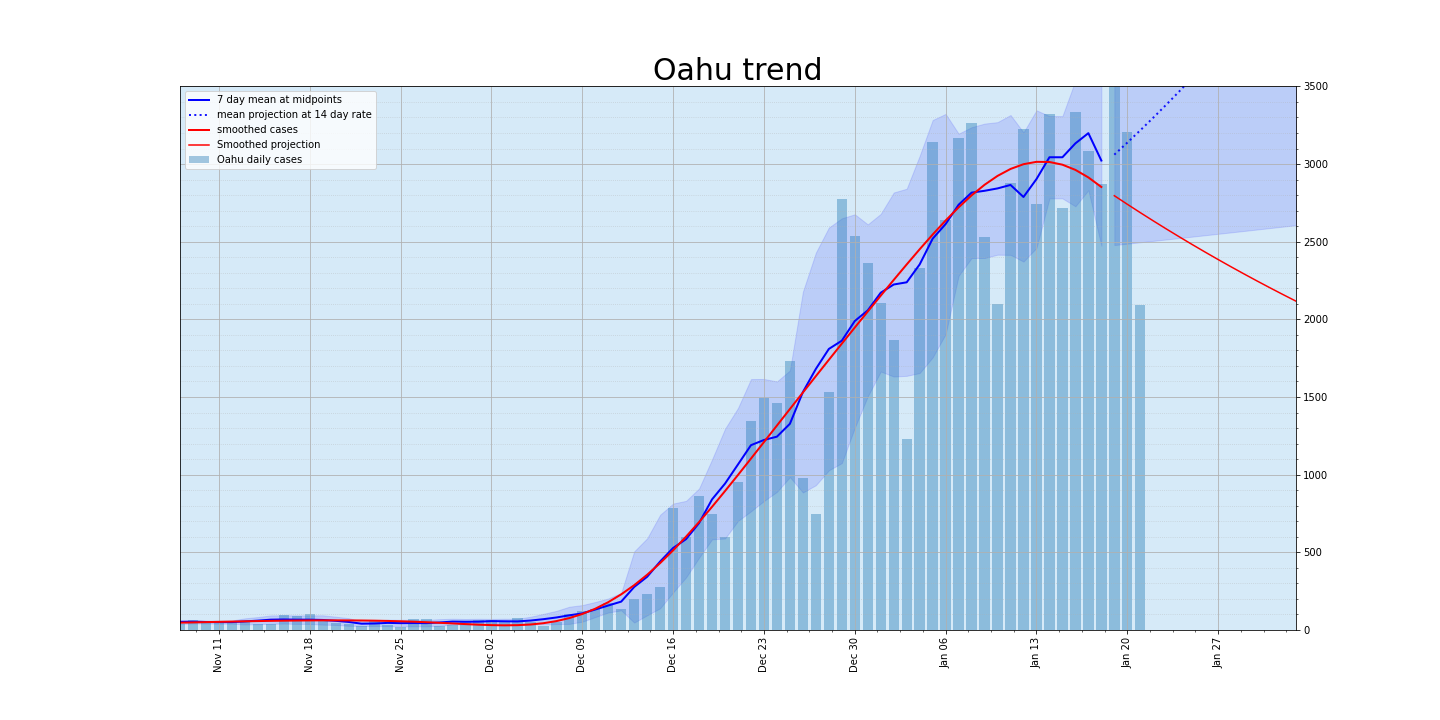 Oahu trend
7 day mean at midpoints
mean projection at 14 day rate
smoothed cases
Smoothed projection
Oahu daily cases
3500
3000
2500
2000
1500
1000
500
0
Nov 11
Nov 18
Nov 25
Dec 02
Dec 09
Dec 16
Dec 23
Dec 30
Jan 06
Jan 13
Jan 20
Jan 27